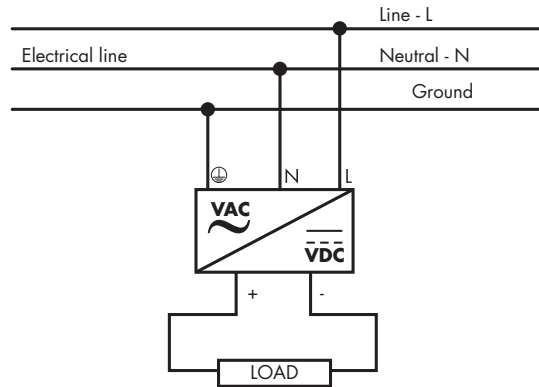 Line - L
Electrical line Neutral - N
Ground
⏚ N L
VAC
VDC
+ -
LOAD